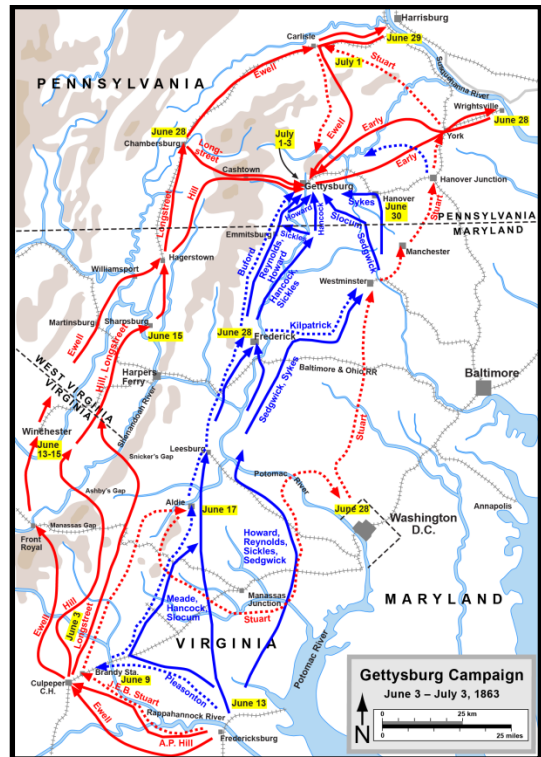 Harrisburg
Carlisle
June 29
July 1
Stuart
Ewell
Susquehanna River
PENNSYLVANIA
Wrightsville
June 28
York
June 28
Chambersburg
Long-
street
July
1-3
Ewell
Early
Early
Cashtown
Gettysburg
Hanover Junction
Longstreet
Hill
Howard
Hancock
Sykes
Hanover
June
30
Stuart
Slocum
Sedgwick
PENNSYLVANIA
MARYLAND
Emmitsburg
Sickles
Buford
Reynolds,
Howard
Hancock,
Sickles
Manchester
Hagerstown
Williamsport
Westminster
Martinsburg
Sharpsburg
June 15
Ewell
Hill, Longstreet
June 28
Frederick
Kilpatrick
Baltimore
Harpers
Ferry
Baltimore & Ohio RR
Sedgwick, Sykes
WEST VIRGINIA
VIRGINIA
Shenandoah River
Stuart
Winchester
June
13-15
Snicker's Gap
Leesburg
Potomac
River
Ashby's Gap
Aldie
June 17
June 28
Annapolis
Washington
D.C.
Manassas Gap
Front
Royal
Howard,
Reynolds,
Sickles,
Sedgwick
Manassas
Junction
MARYLAND
Ewell
Hill
June 3
Longstreet
Meade,
Hancock,
Slocum
Stuart
VIRGINIA
Potomac River
Culpeper
C.H.
Brandy Sta.
June 9
J.E.B. Stuart
Pleasonton
June 13
Rappahannock River
Ewell
A.P. Hill
Fredericksburg
Gettysburg Campaign
June 3 – July 3, 1863
N
0
25 km
0
25 miles